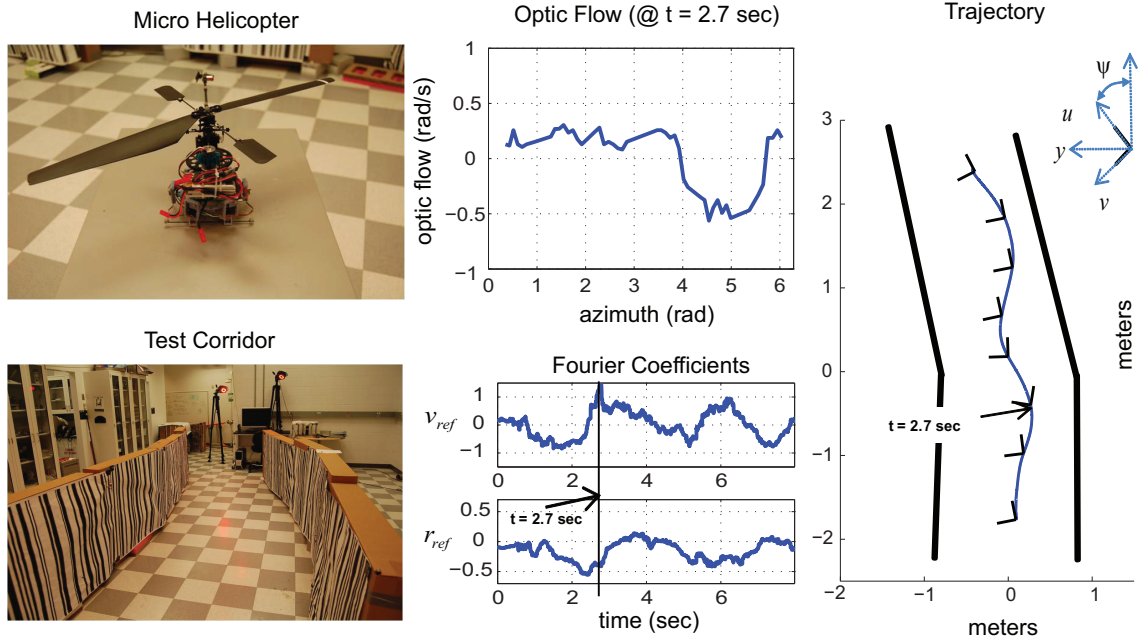 Micro Helicopter
Optic Flow (@ t = 2.7 sec)
1
0.5
0
−0.5
−1
optic flow (rad/s)
0 1 2 3 4 5 6
azimuth (rad)
Trajectory
ψ
u
y
v
3
2
1
0
−1
−2
t = 2.7 sec
−2 −1 0 1
meters
meters
Test Corridor
Fourier Coefficients
v_ref
1
0
−1
0 2 4 6
t = 2.7 sec
r_ref
0.5
0
−0.5
0 2 4 6
time (sec)